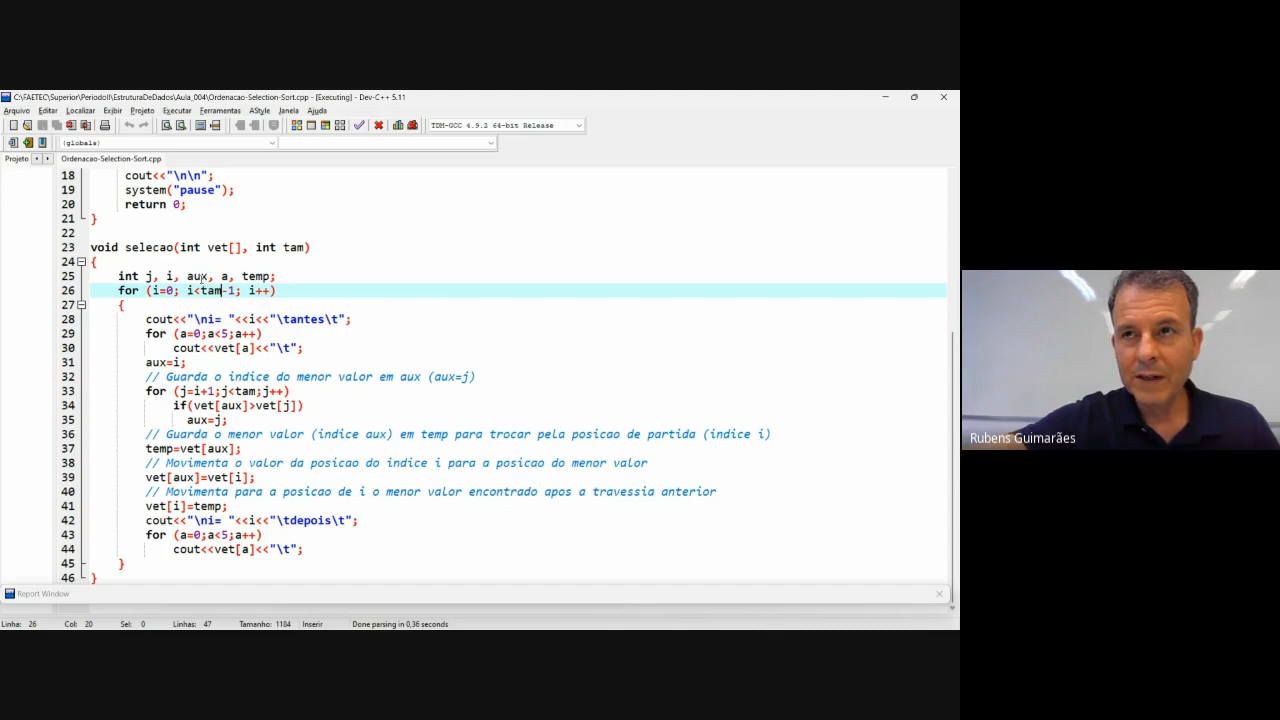 C:\FAETEC\Superior\PeriodoII\EstruturaDeDados\Aula_004\Ordenacao-Selection-Sort.cpp - [Executing] - Dev-C++ 5.11
Arquivo Editar Localizar Exibir Projeto Executar Ferramentas AStyle Janela Ajuda
TDM-GCC 4.9.2 64-bit Release
(globals)
Projeto Ordenacao-Selection-Sort.cpp
18 cout<<"\n\n";
19 system("pause");
20 return 0;
21 }
22
23 void selecao(int vet[], int tam)
24 {
25 int j, i, aux, a, temp;
26 for (i=0; i<tam-1; i++)
27 {
28 cout<<"\ni= "<<i<<"\tantes\t";
29 for (a=0;a<5;a++)
30 cout<<vet[a]<<"\t";
31 aux=i;
32 // Guarda o indice do menor valor em aux (aux=j)
33 for (j=i+1;j<tam;j++)
34 if(vet[aux]>vet[j])
35 aux=j;
36 // Guarda o menor valor (indice aux) em temp para trocar pela posicao de partida (indice i)
37 temp=vet[aux];
38 // Movimenta o valor da posicao do indice i para a posicao do menor valor
39 vet[aux]=vet[i];
40 // Movimenta para a posicao de i o menor valor encontrado apos a travessia anterior
41 vet[i]=temp;
42 cout<<"\ni= "<<i<<"\tdepois\t";
43 for (a=0;a<5;a++)
44 cout<<vet[a]<<"\t";
45 }
46 }
Report Window
Linha: 26 Col: 20 Sel: 0 Linhas: 47 Tamanho: 1184 Inserir Done parsing in 0,36 seconds
Rubens Guimarães